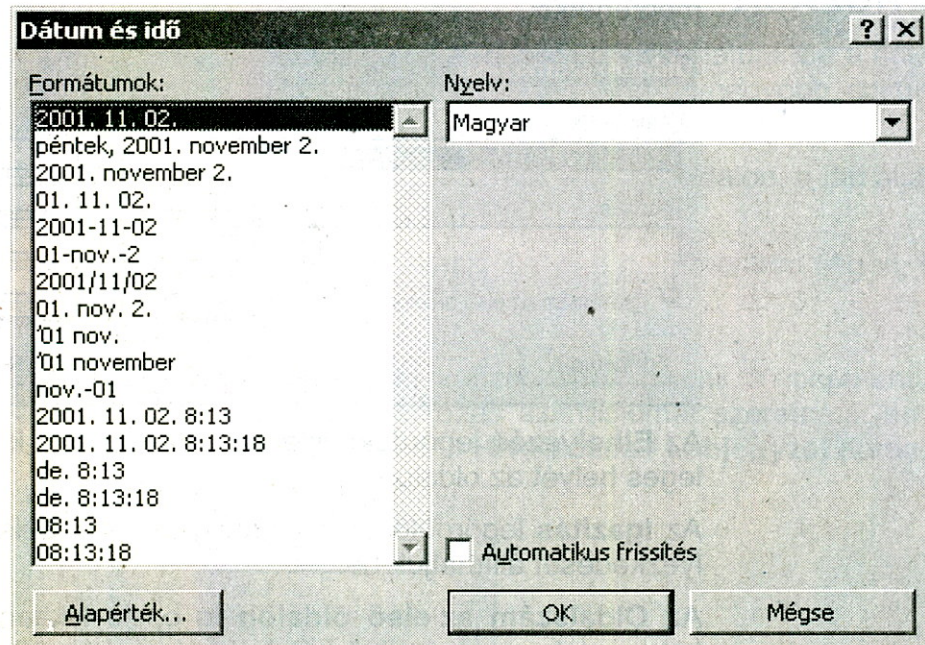 Dátum és idő
Formátumok:
2001. 11. 02.
péntek, 2001. november 2.
2001. november 2.
01. 11. 02.
2001-11-02
01-nov.-2
2001/11/02
01. nov. 2.
'01 nov.
'01 november
nov.-01
2001. 11. 02. 8:13
2001. 11. 02. 8:13:18
de. 8:13
de. 8:13:18
08:13
08:13:18
Nyelv:
Magyar
Automatikus frissítés
Alapérték...
OK
Mégse